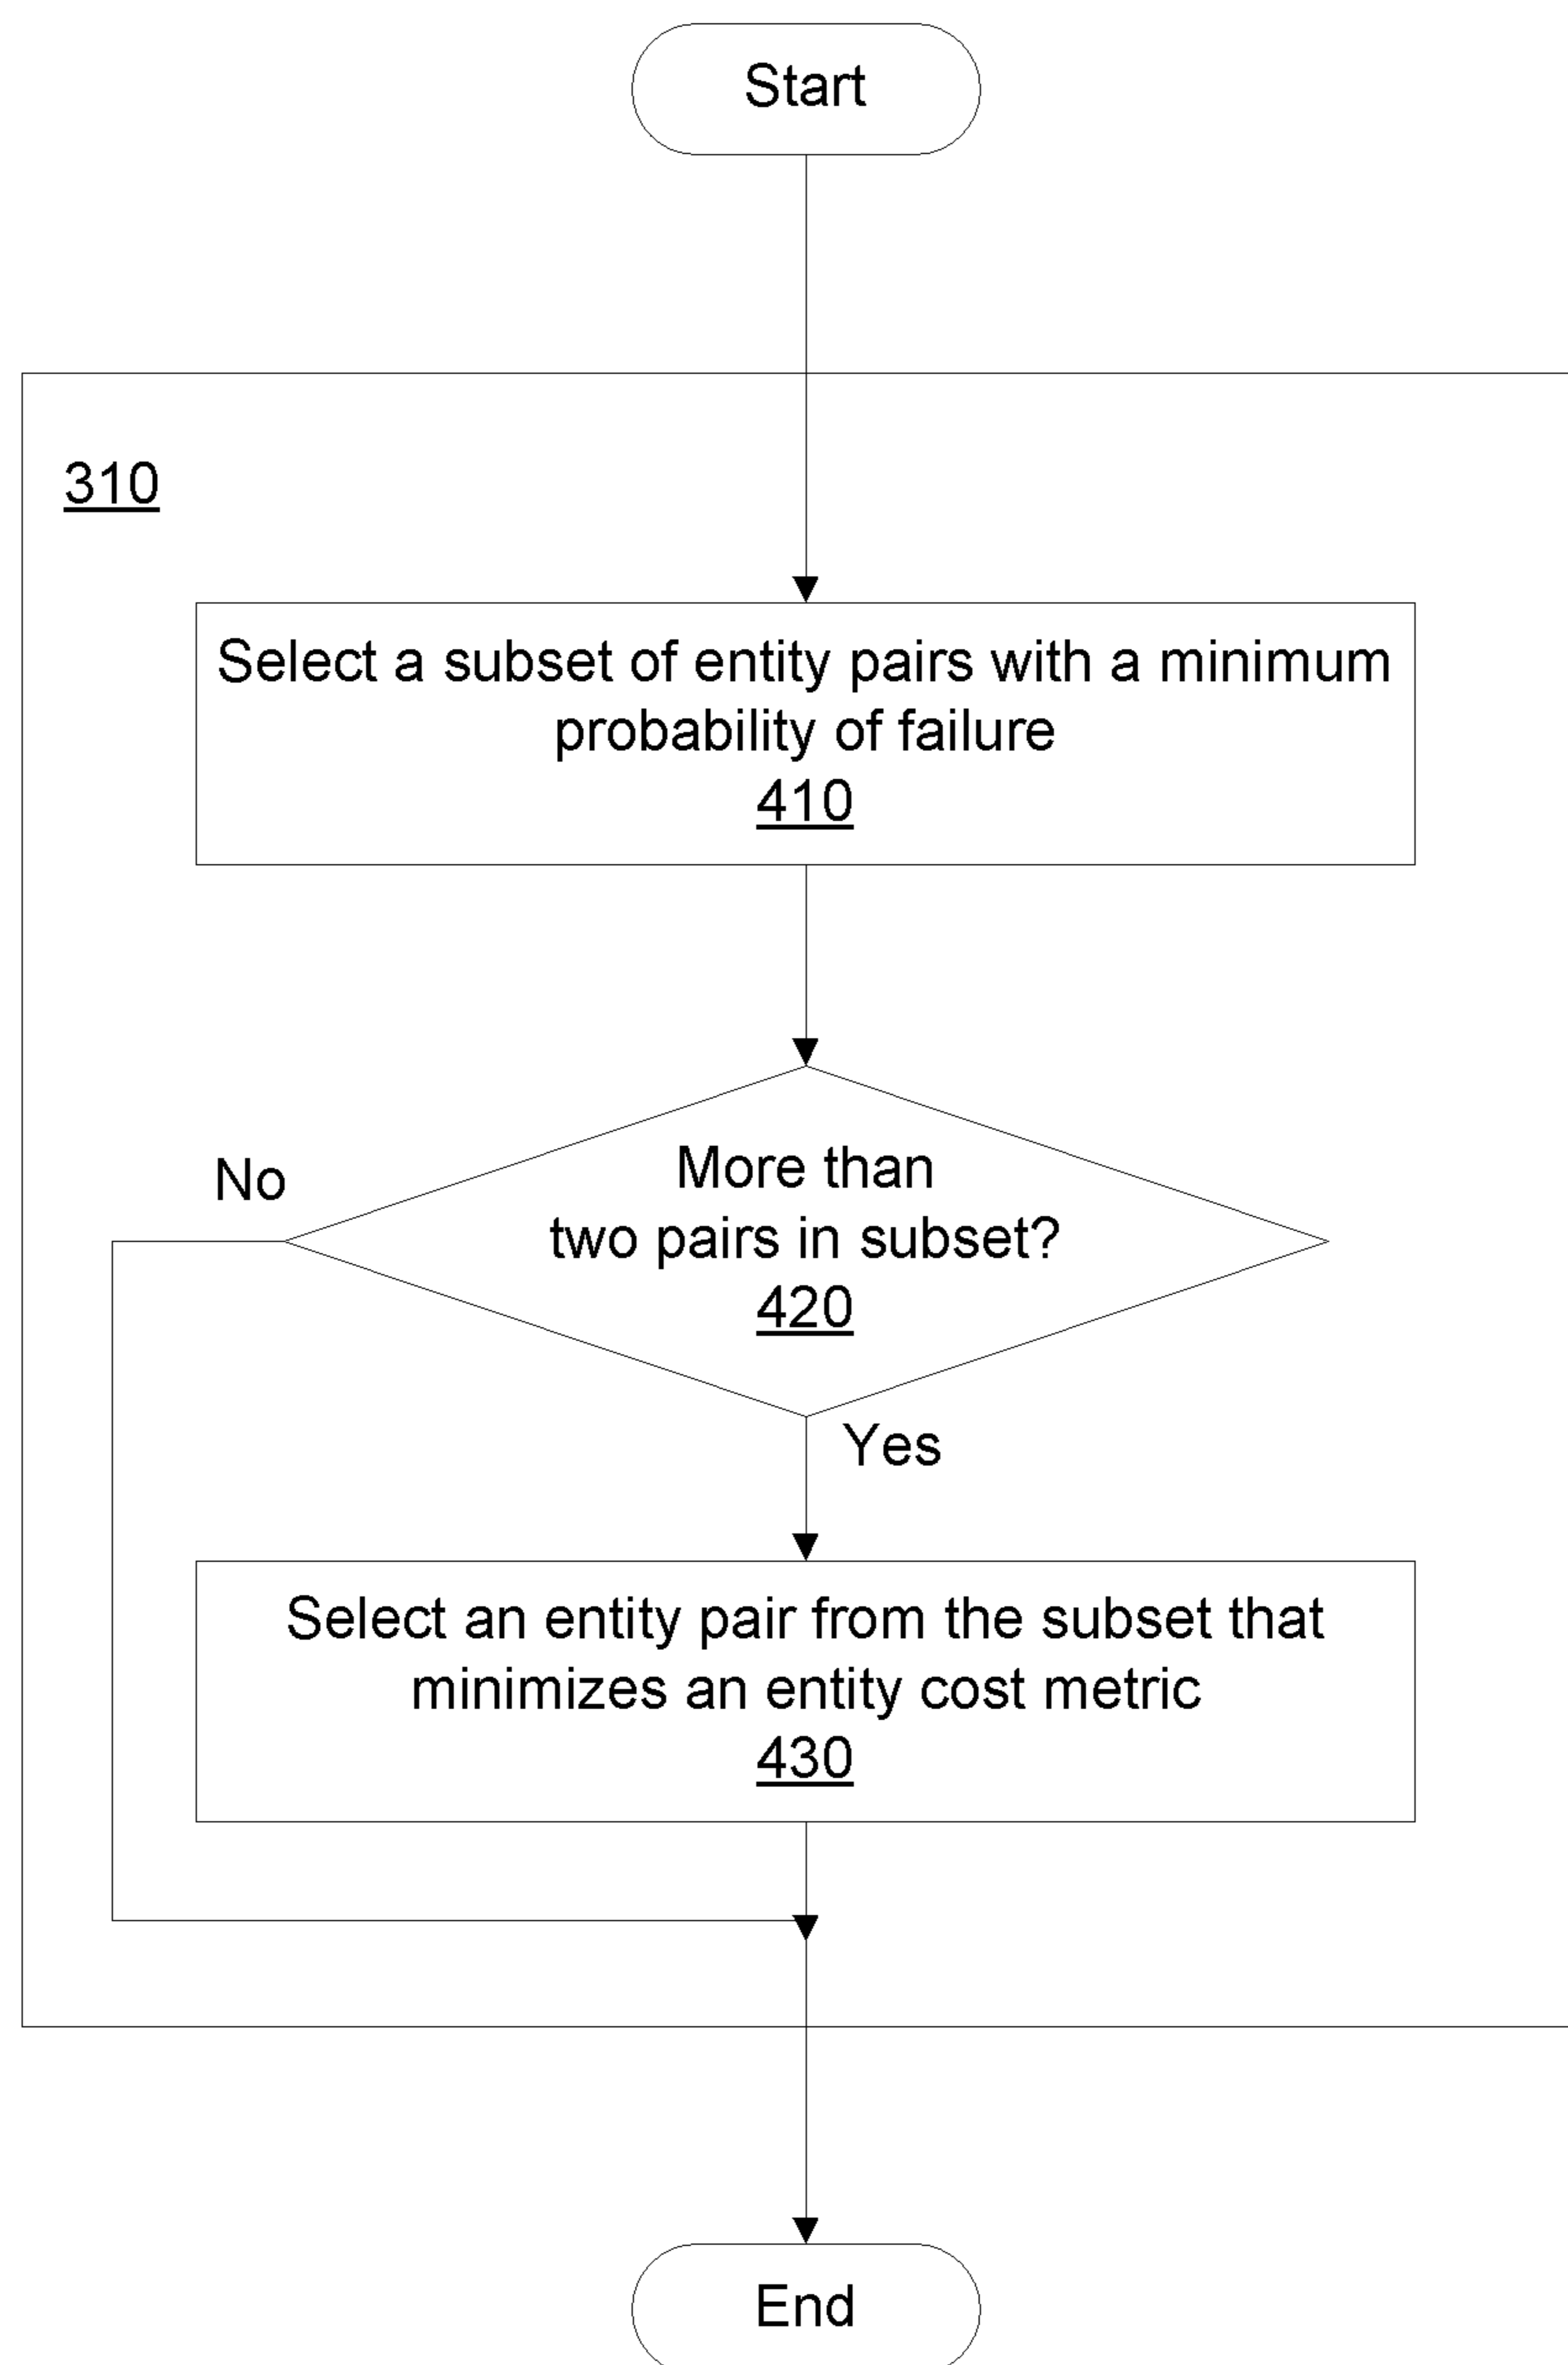 Start
310
Select a subset of entity pairs with a minimum
probability of failure
410
More than
two pairs in subset?
420
No
Yes
Select an entity pair from the subset that
minimizes an entity cost metric
430
End